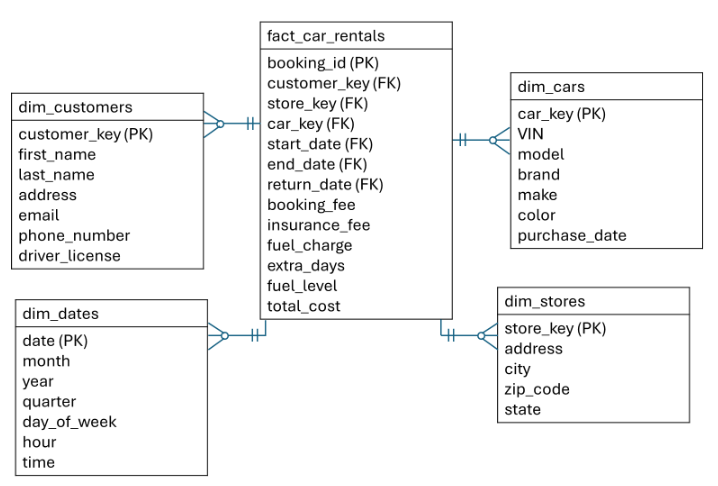 fact_car_rentals
booking_id (PK)
customer_key (FK)
store_key (FK)
car_key (FK)
start_date (FK)
end_date (FK)
return_date (FK)
booking_fee
insurance_fee
fuel_charge
extra_days
fuel_level
total_cost
dim_customers
customer_key (PK)
first_name
last_name
address
email
phone_number
driver_license
dim_cars
car_key (PK)
VIN
model
brand
make
color
purchase_date
dim_dates
date (PK)
month
year
quarter
day_of_week
hour
time
dim_stores
store_key (PK)
address
city
zip_code
state